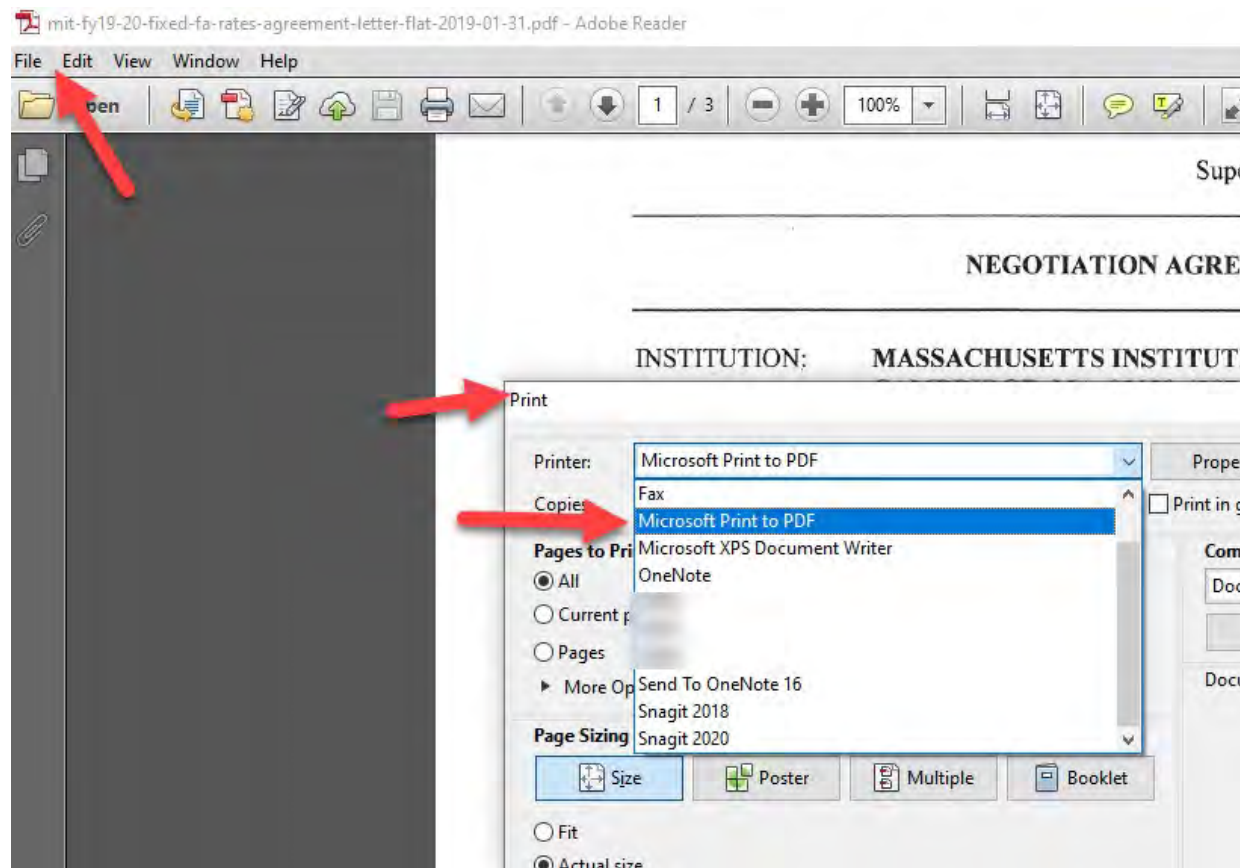 mit-fy19-20-fixed-fa-rates-agreement-letter-flat-2019-01-31.pdf - Adobe Reader
File Edit View Window Help
pen 1 / 3 100%
Supe
NEGOTIATION AGRE
INSTITUTION: MASSACHUSETTS INSTITUT
Print
Printer: Microsoft Print to PDF Prope
Copies Fax Print in g
Microsoft Print to PDF
Pages to Pri Microsoft XPS Document Writer Com
All OneNote Doc
Current p
Pages
More Op Send To OneNote 16 Docu
Snagit 2018
Page Sizing Snagit 2020
Size Poster Multiple Booklet
Fit
Actual size